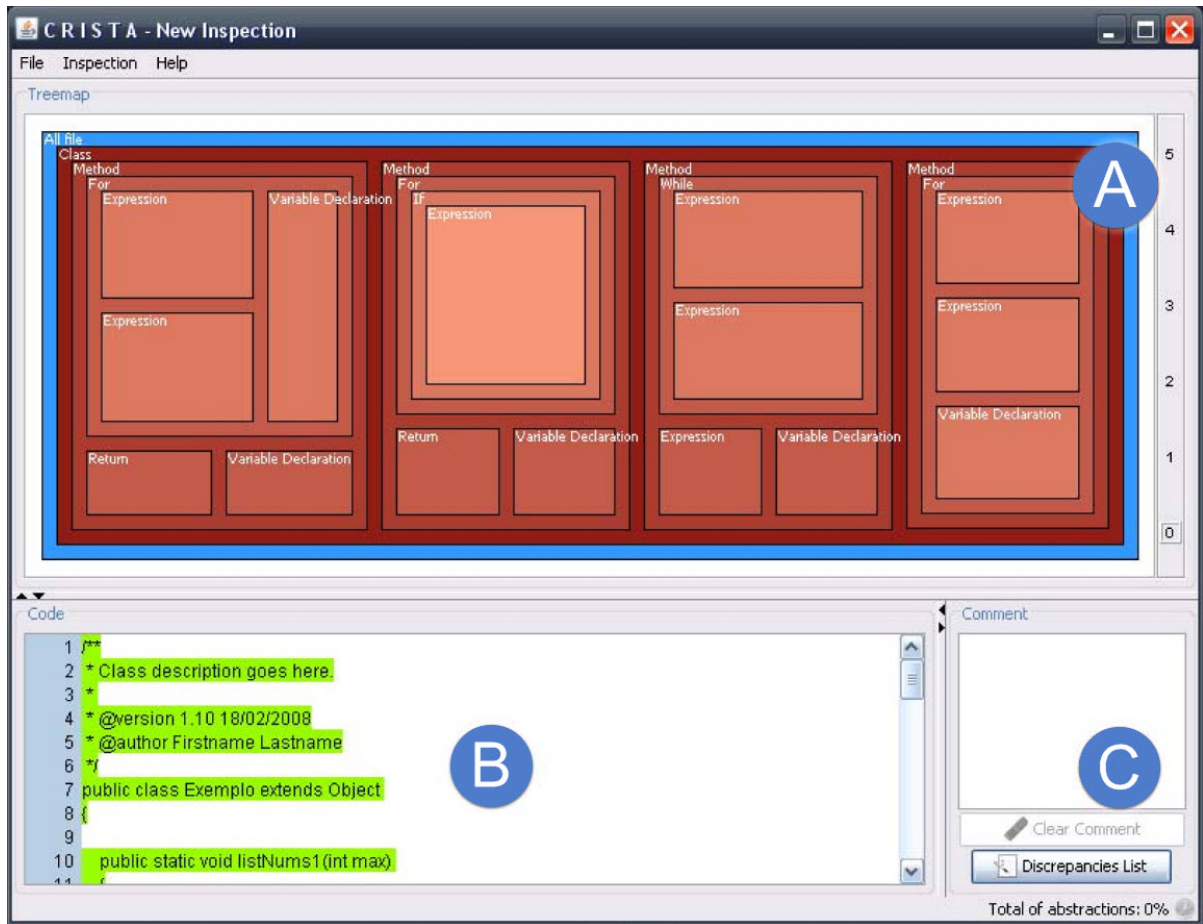 C R I S T A - New Inspection
File Inspection Help
Treemap
All file
Class
Method Method Method Method
For For While For
Expression Variable Declaration If Expression Expression
Expression
Expression Expression Expression
Variable Declaration
Return Variable Declaration Return Variable Declaration Expression Variable Declaration
5
4
3
2
1
0
A
Code
1 /**
2 * Class description goes here.
3 *
4 * @version 1.10 18/02/2008
5 * @author Firstname Lastname
6 */
7 public class Exemplo extends Object
8 {
9
10 public static void listNums1(int max)
11 {
B
Comment
C
Clear Comment
Discrepancies List
Total of abstractions: 0%